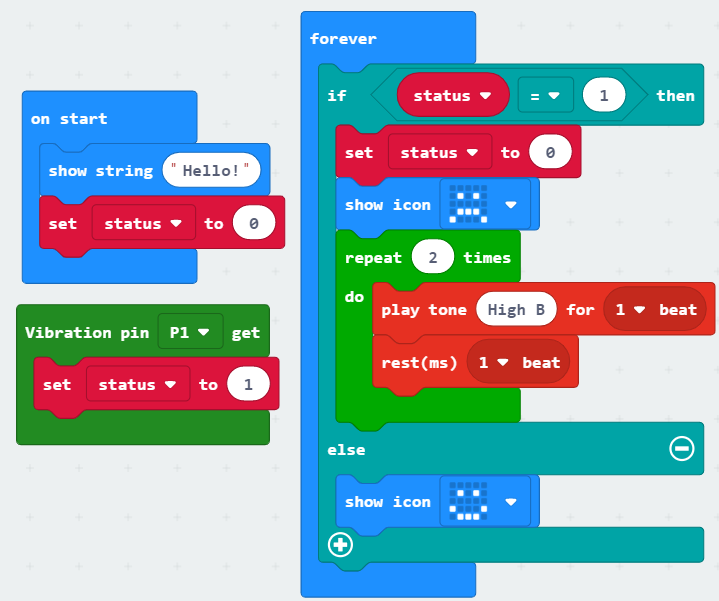 on start
show string "Hello!"
set status to 0
Vibration pin P1 get
set status to 1
forever
if status = 1 then
set status to 0
show icon
repeat 2 times
do
play tone High B for 1 beat
rest(ms) 1 beat
else
show icon